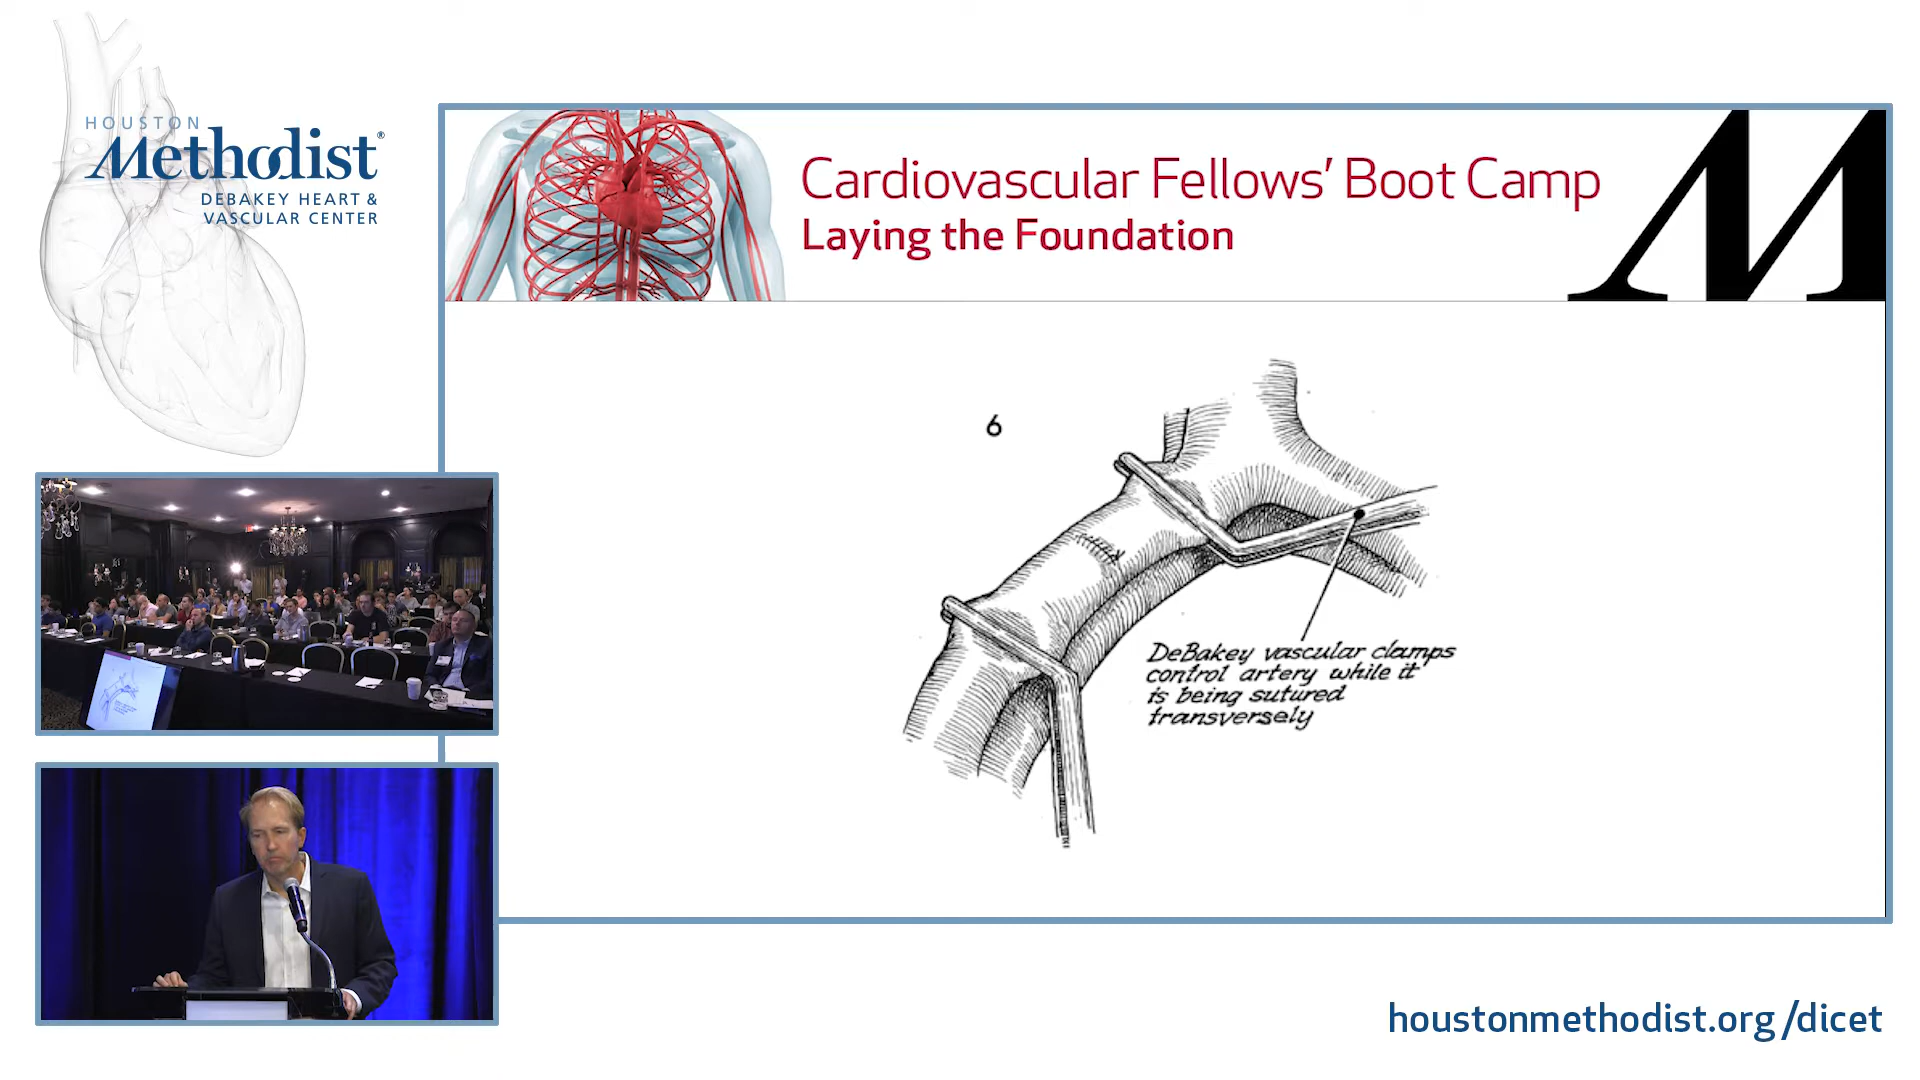 HOUSTON
Methodist®
DEBAKEY HEART &
VASCULAR CENTER
Cardiovascular Fellows' Boot Camp
Laying the Foundation
M
6
DeBakey vascular clamps
control artery while it
is being sutured
transversely
houstonmethodist.org/dicet